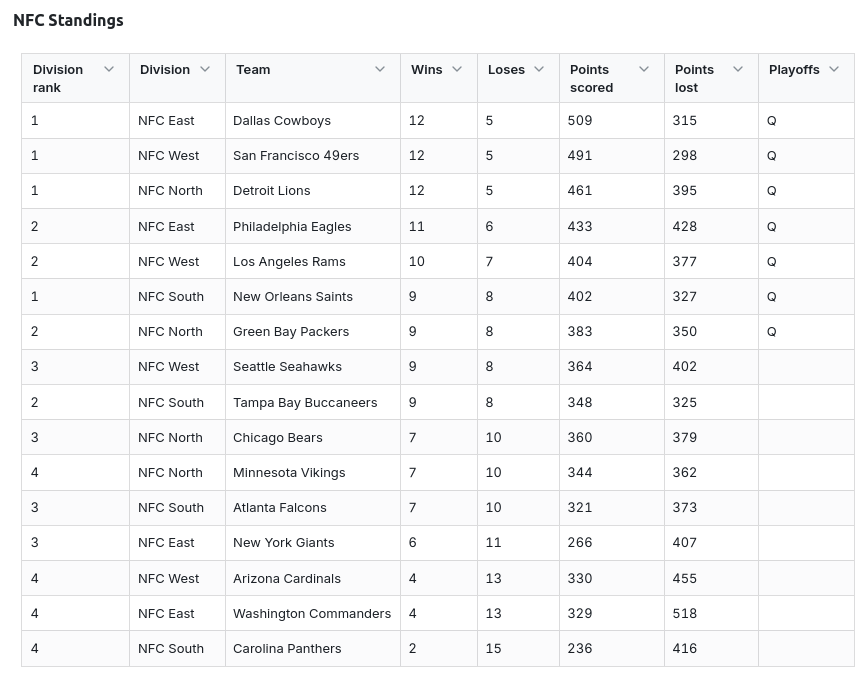 NFC Standings
Division rank Division Team Wins Loses Points scored Points lost Playoffs
1 NFC East Dallas Cowboys 12 5 509 315 Q
1 NFC West San Francisco 49ers 12 5 491 298 Q
1 NFC North Detroit Lions 12 5 461 395 Q
2 NFC East Philadelphia Eagles 11 6 433 428 Q
2 NFC West Los Angeles Rams 10 7 404 377 Q
1 NFC South New Orleans Saints 9 8 402 327 Q
2 NFC North Green Bay Packers 9 8 383 350 Q
3 NFC West Seattle Seahawks 9 8 364 402
2 NFC South Tampa Bay Buccaneers 9 8 348 325
3 NFC North Chicago Bears 7 10 360 379
4 NFC North Minnesota Vikings 7 10 344 362
3 NFC South Atlanta Falcons 7 10 321 373
3 NFC East New York Giants 6 11 266 407
4 NFC West Arizona Cardinals 4 13 330 455
4 NFC East Washington Commanders 4 13 329 518
4 NFC South Carolina Panthers 2 15 236 416